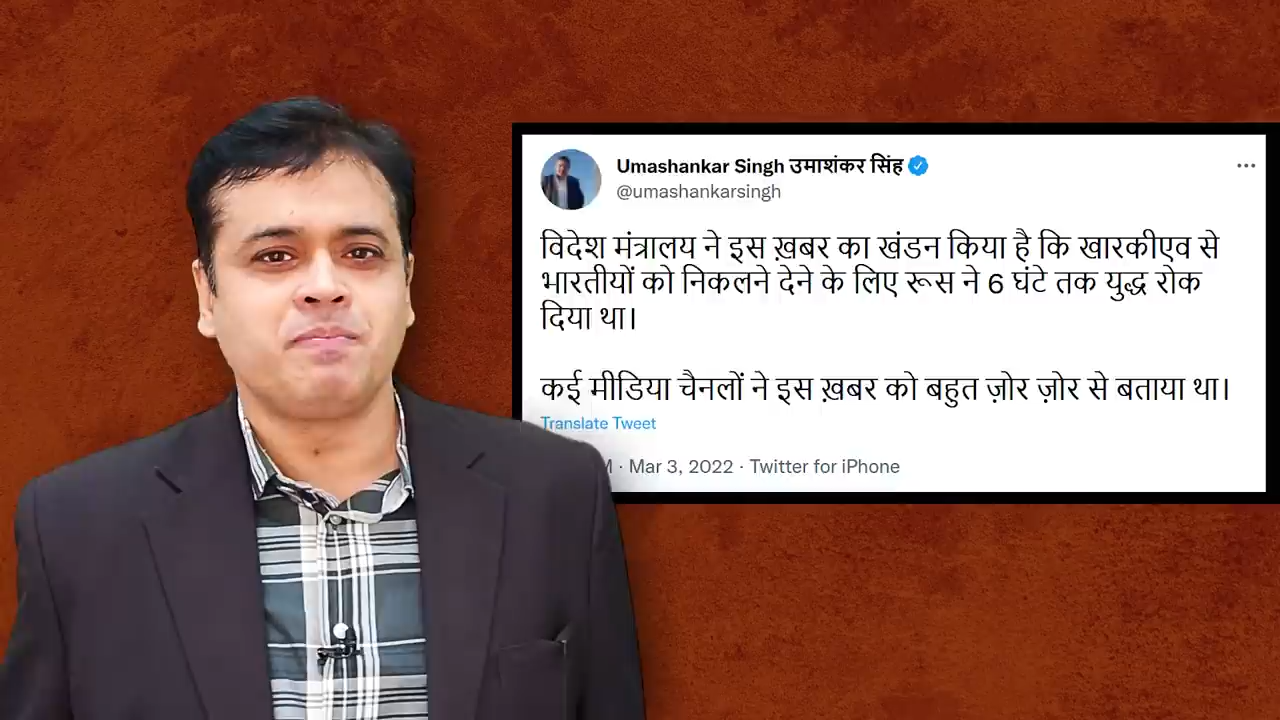 Umashankar Singh उमाशंकर सिंह
@umashankarsingh
विदेश मंत्रालय ने इस ख़बर का खंडन किया है कि खारकीएव से
भारतीयों को निकलने देने के लिए रूस ने 6 घंटे तक युद्ध रोक
दिया था।
कई मीडिया चैनलों ने इस ख़बर को बहुत ज़ोर ज़ोर से बताया था।
Translate Tweet
M · Mar 3, 2022 · Twitter for iPhone